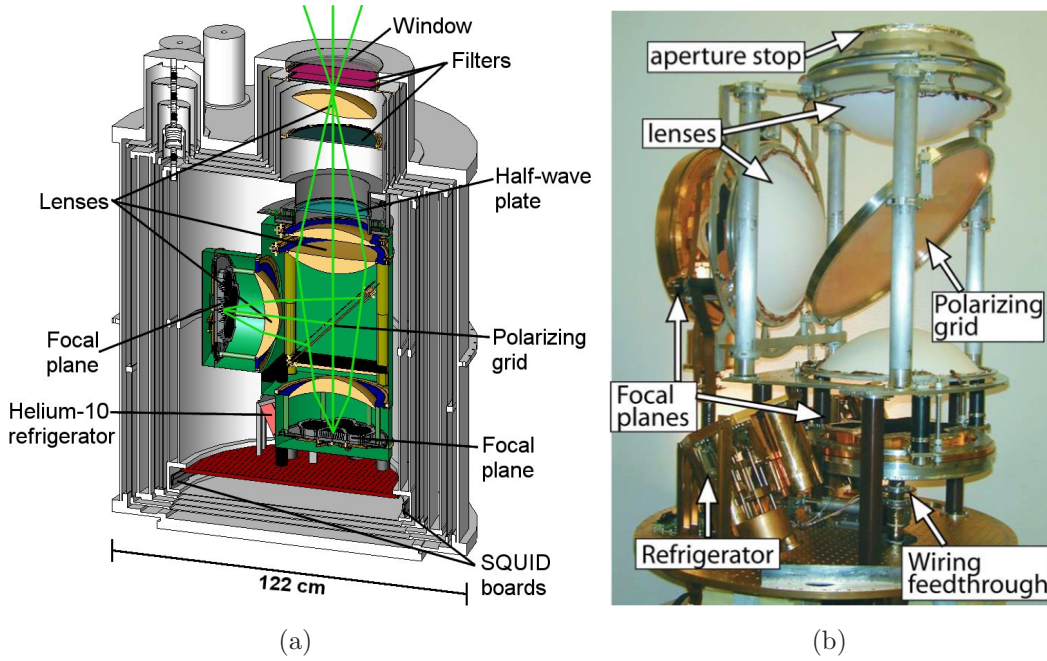 Window
Filters
Lenses
Half-wave
plate
Focal
plane
Polarizing
grid
Helium-10
refrigerator
Focal
plane
SQUID
boards
122 cm
(a)
aperture stop
lenses
Polarizing
grid
Focal
planes
Refrigerator
Wiring
feedthrough
(b)